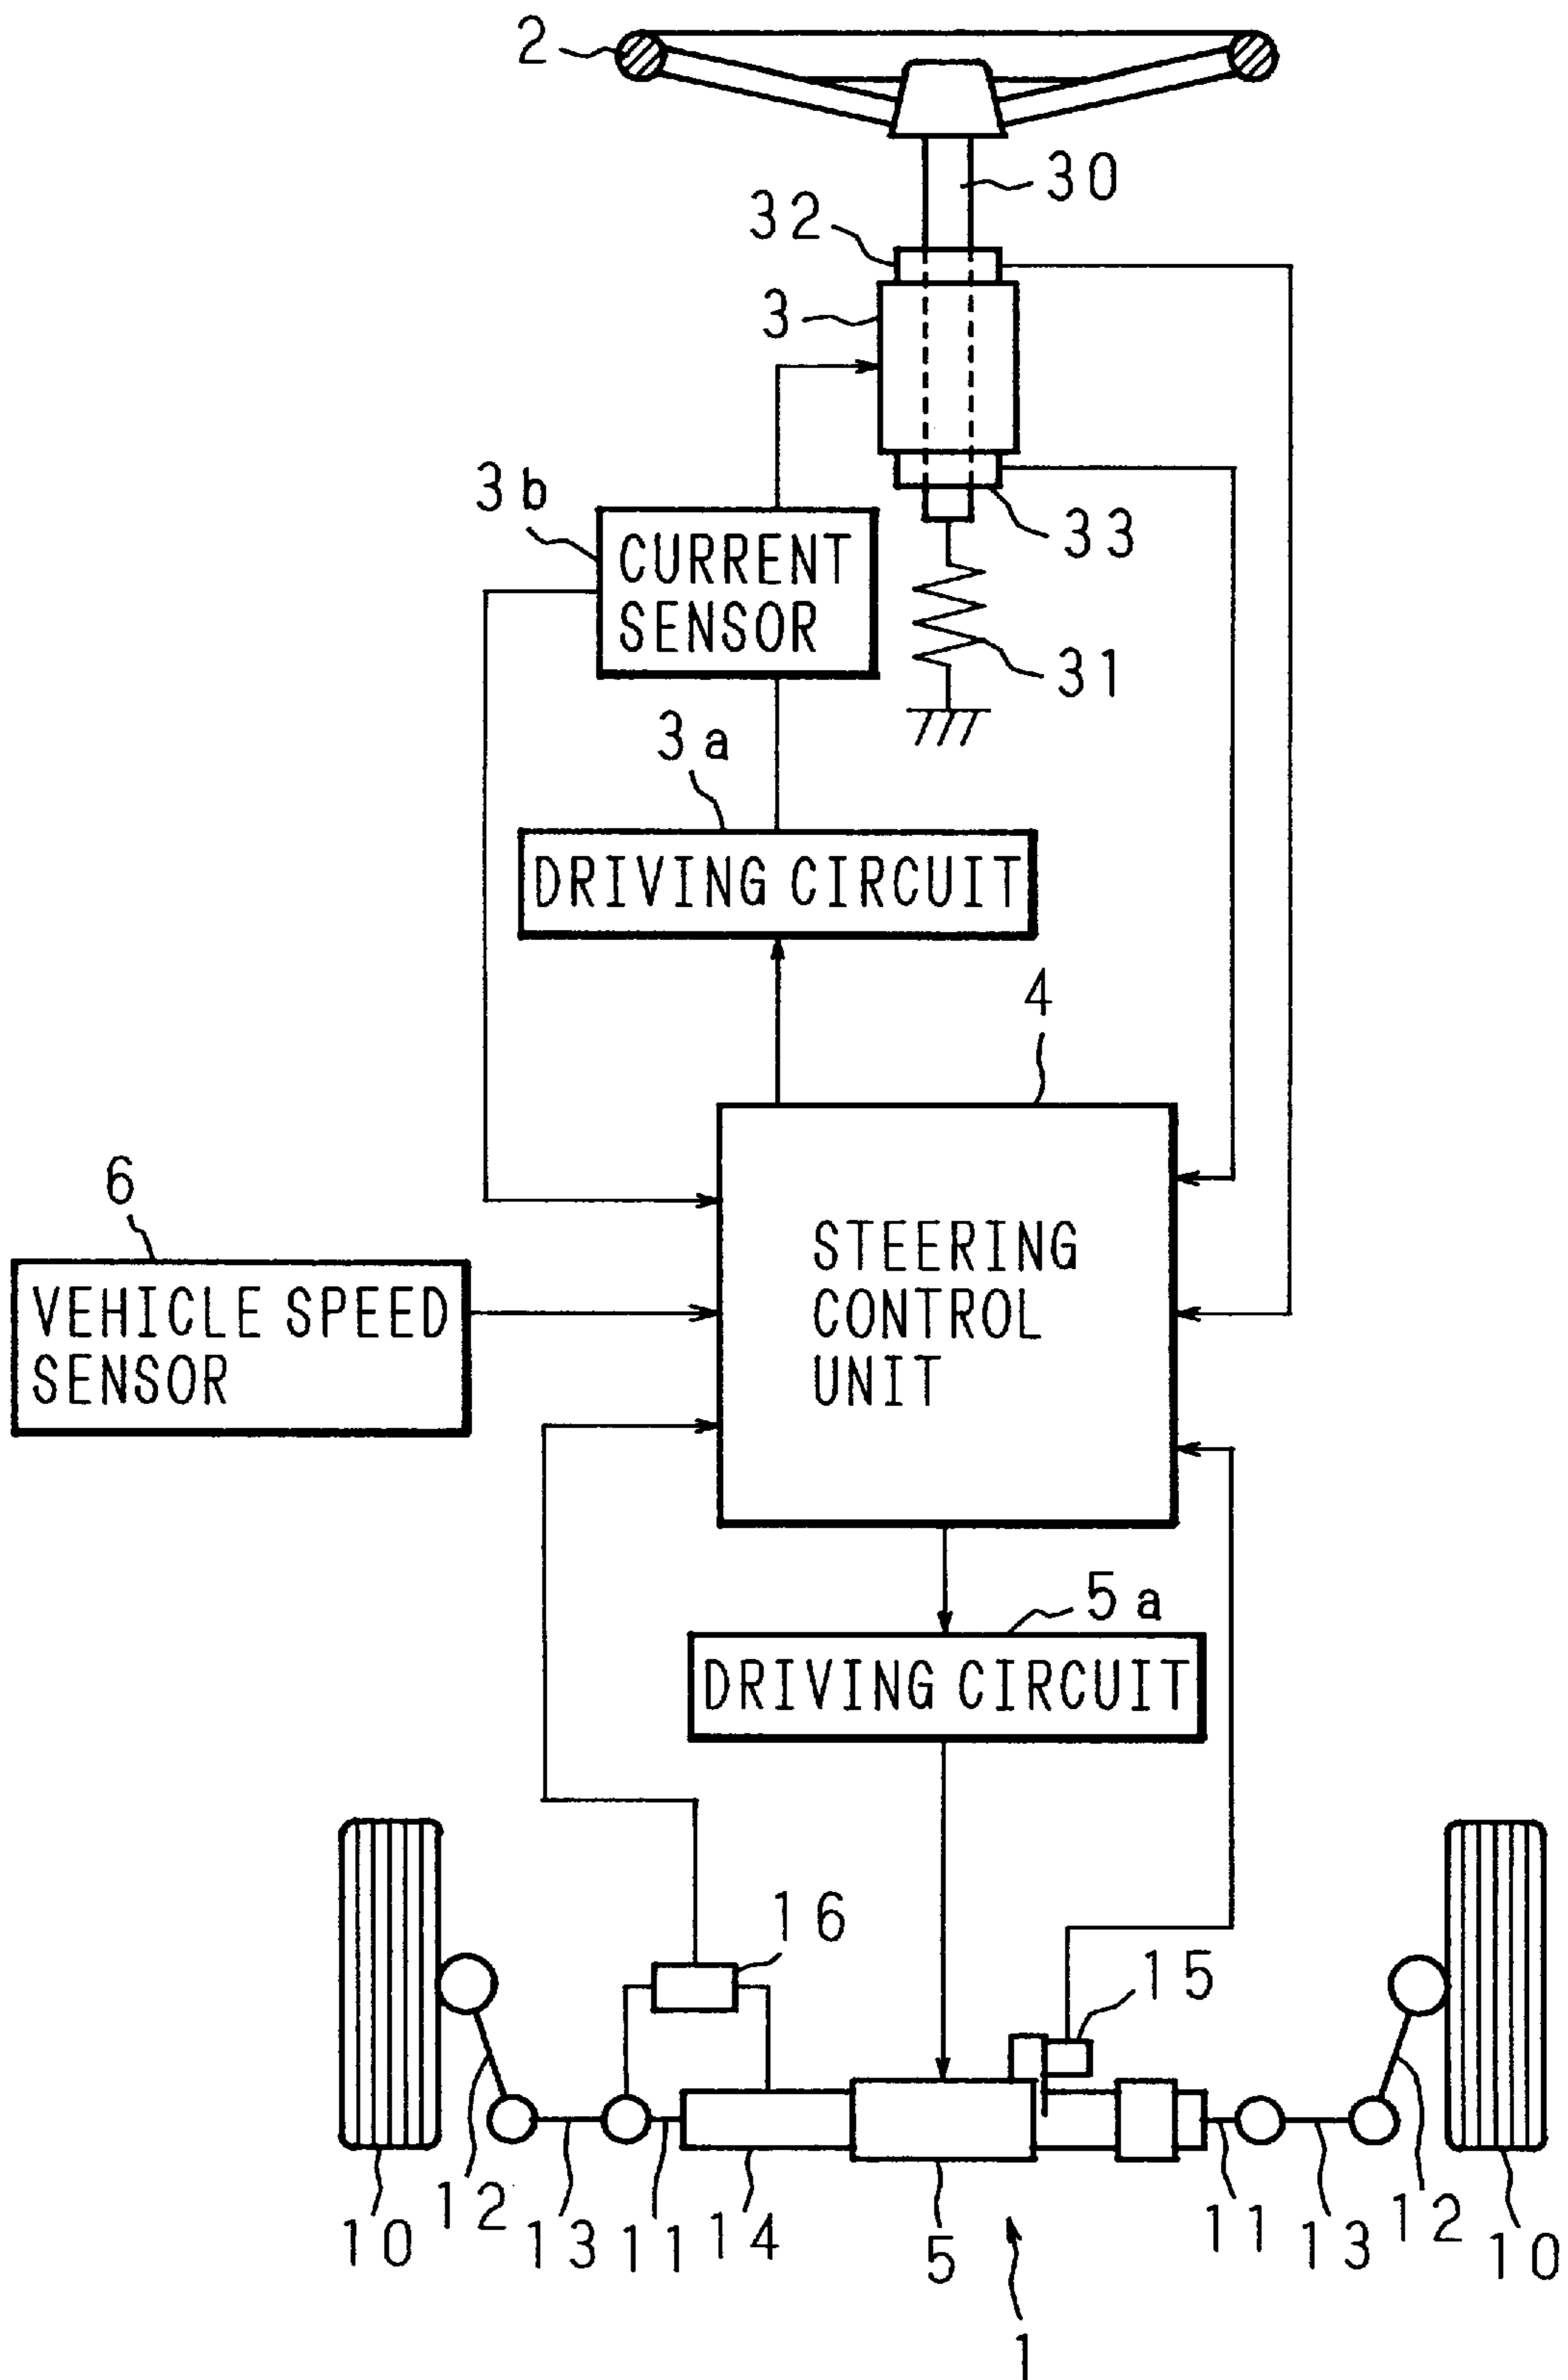 2
30
32
3
3b
33
CURRENT
SENSOR
31
3a
DRIVING CIRCUIT
4
6
STEERING
CONTROL
UNIT
VEHICLE SPEED
SENSOR
5a
DRIVING CIRCUIT
16
15
10
12
13
11
14
5
11
13
12
10
1